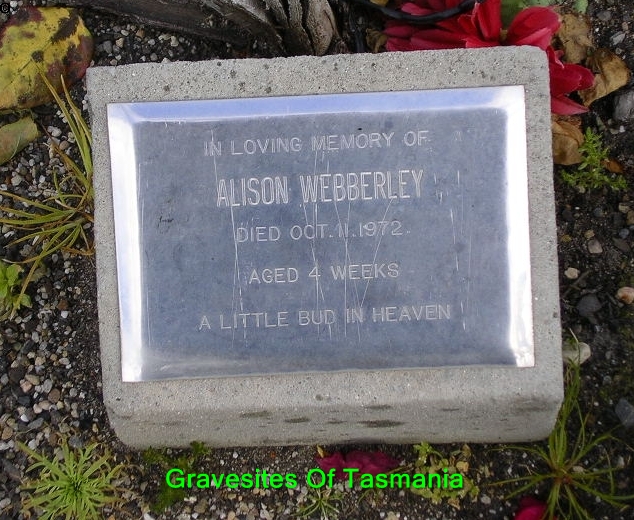 ©
IN LOVING MEMORY OF
ALISON WEBBERLEY
DIED OCT. 11. 1972.
AGED 4 WEEKS
A LITTLE BUD IN HEAVEN
Gravesites Of Tasmania